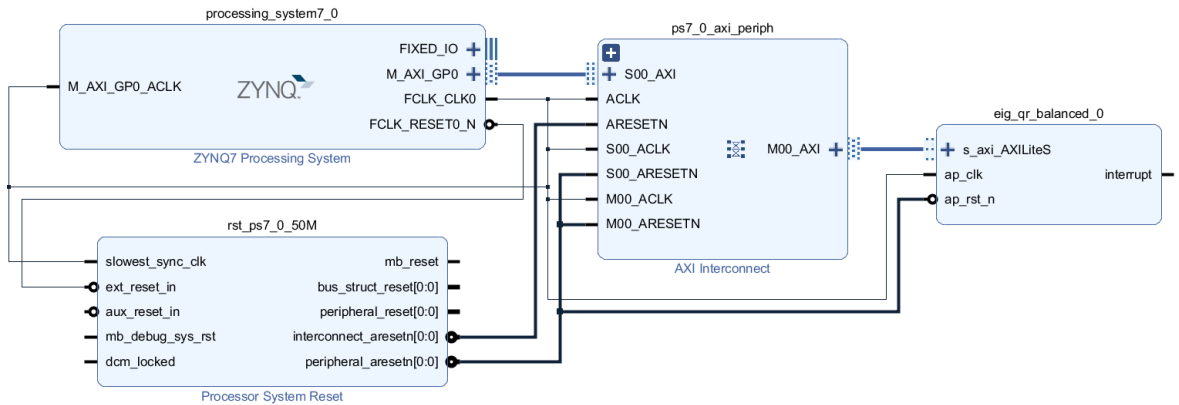 processing_system7_0
FIXED_IO
M_AXI_GP0
M_AXI_GP0_ACLK
ZYNQ
FCLK_CLK0
FCLK_RESET0_N
ZYNQ7 Processing System
ps7_0_axi_periph
S00_AXI
ACLK
ARESETN
S00_ACLK
M00_AXI
S00_ARESETN
M00_ACLK
M00_ARESETN
AXI Interconnect
eig_qr_balanced_0
s_axi_AXILiteS
ap_clk
interrupt
ap_rst_n
rst_ps7_0_50M
slowest_sync_clk
mb_reset
ext_reset_in
bus_struct_reset[0:0]
aux_reset_in
peripheral_reset[0:0]
mb_debug_sys_rst
interconnect_aresetn[0:0]
dcm_locked
peripheral_aresetn[0:0]
Processor System Reset